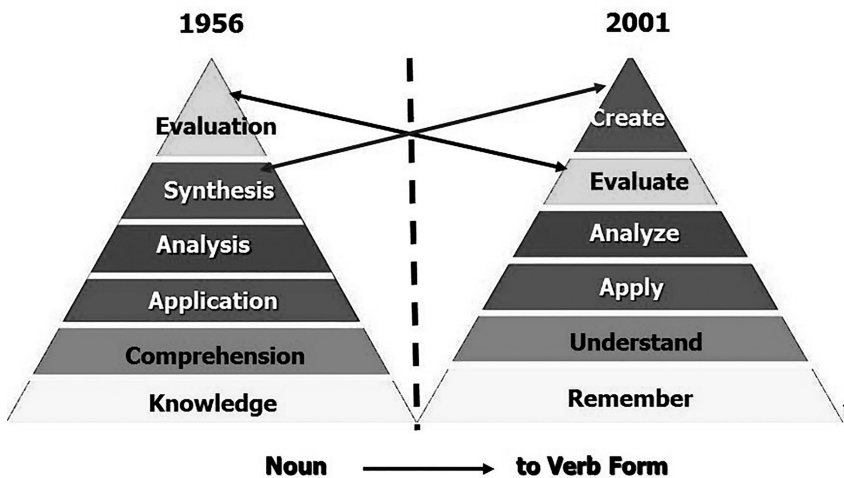 1956
Evaluation
Synthesis
Analysis
Application
Comprehension
Knowledge
2001
Create
Evaluate
Analyze
Apply
Understand
Remember
Noun to Verb Form